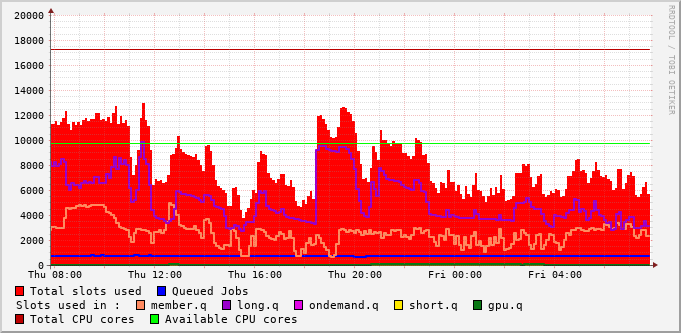 RRDTOOL / TOBI OETIKER
20000
18000
16000
14000
12000
10000
8000
6000
4000
2000
0
Thu 08:00 Thu 12:00 Thu 16:00 Thu 20:00 Fri 00:00 Fri 04:00
Total slots used Queued Jobs
Slots used in : member.q long.q ondemand.q short.q gpu.q
Total CPU cores Available CPU cores